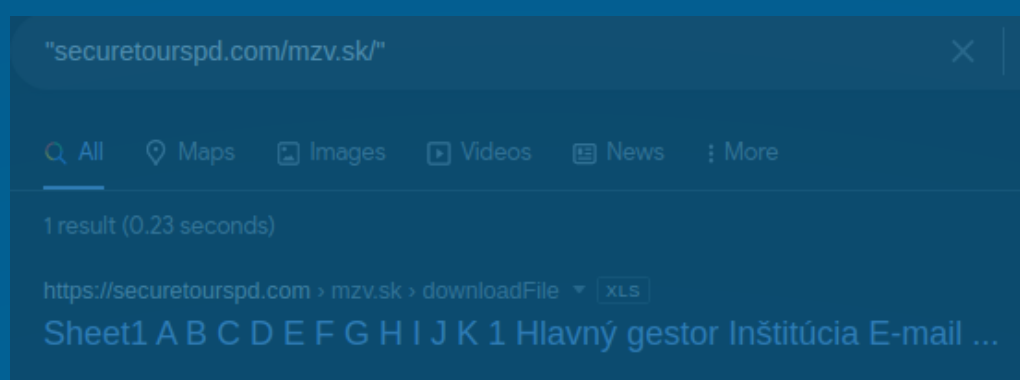 "securetourspd.com/mzv.sk/"
All Maps Images Videos News More
1 result (0.23 seconds)
https://securetourspd.com › mzv.sk › downloadFile XLS
Sheet1 A B C D E F G H I J K 1 Hlavný gestor Inštitúcia E-mail ...